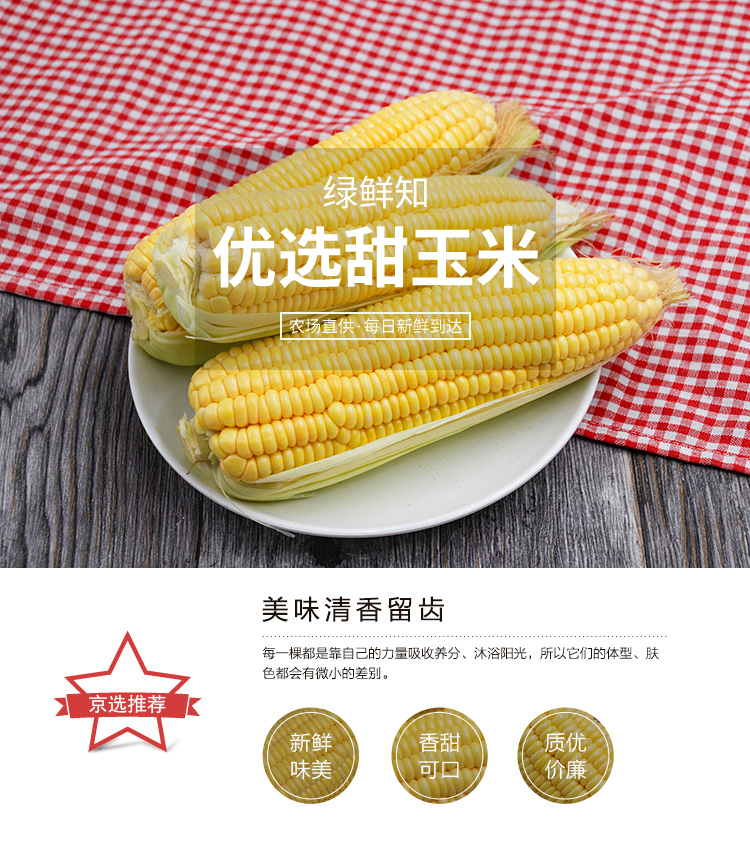 绿鲜知
优选甜玉米
农场直供·每日新鲜到达
美味清香留齿
每一棵都是靠自己的力量吸收养分、沐浴阳光，所以它们的体型、肤
色都会有微小的差别。
京选推荐
新鲜
味美
香甜
可口
质优
价廉